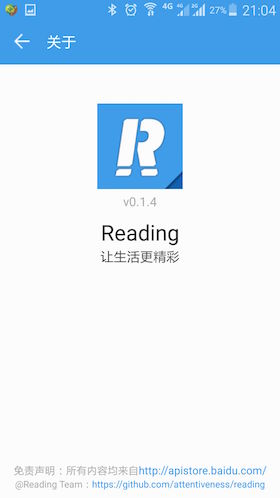 4G 4G 2G 27% 21:04
关于
R
v0.1.4
Reading
让生活更精彩
免责声明：所有内容均来自http://apistore.baidu.com/
@Reading Team：https://github.com/attentiveness/reading